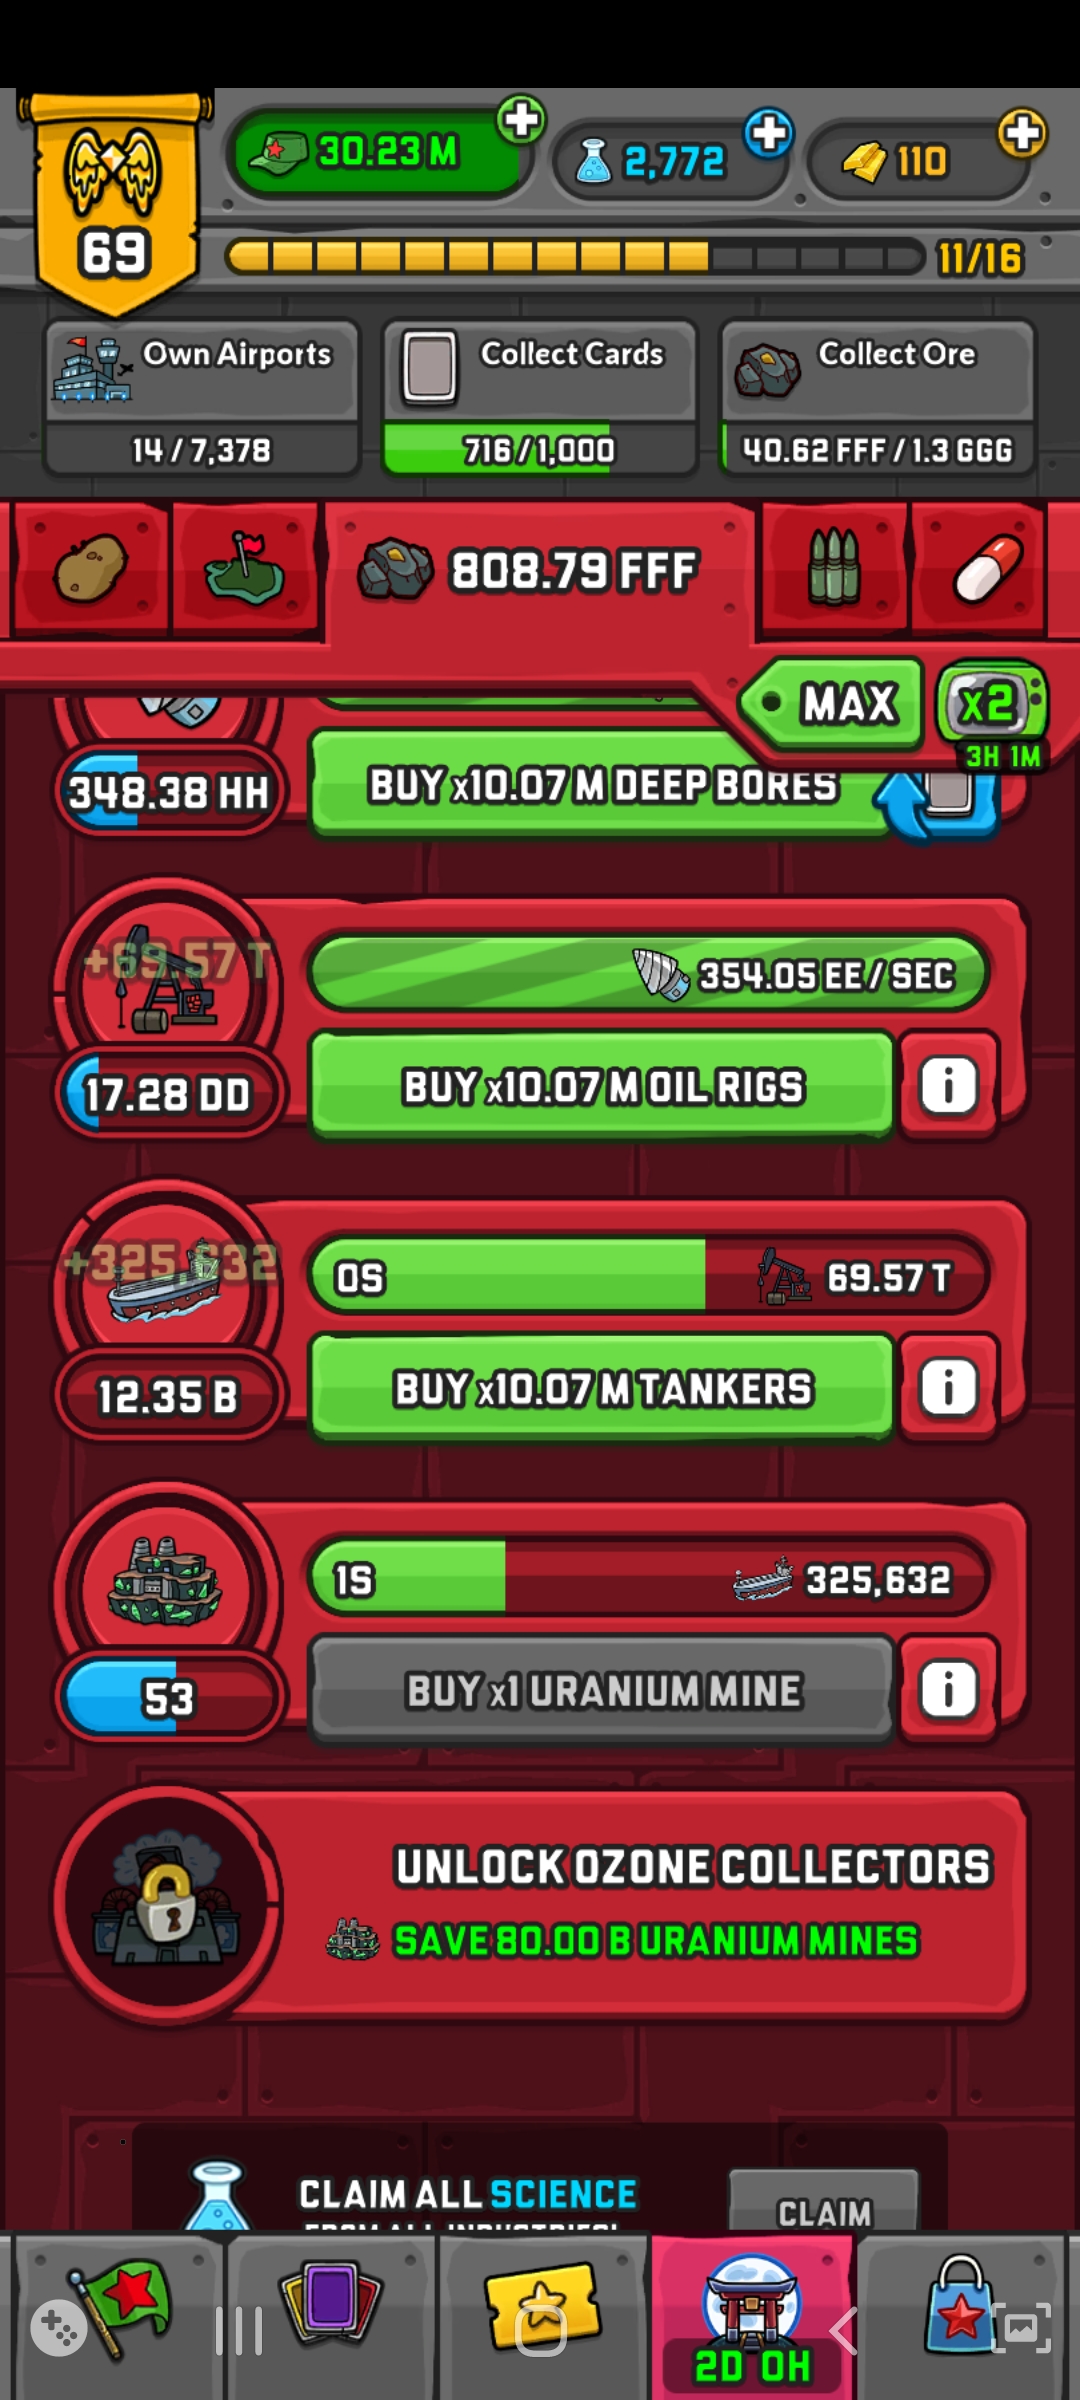 30.23 M
2,772
110
69
11/16
Own Airports
14 / 7,378
Collect Cards
716 / 1,000
Collect Ore
40.62 FFF / 1.3 GGG
808.79 FFF
MAX
x2
3H 1M
348.38 HH
BUY x10.07 M DEEP BORES
+69.57 T
354.05 EE / SEC
17.28 DD
BUY x10.07 M OIL RIGS
i
+325,632
0S
69.57 T
12.35 B
BUY x10.07 M TANKERS
i
1S
325,632
53
BUY x1 URANIUM MINE
i
UNLOCK OZONE COLLECTORS
SAVE 80.00 B URANIUM MINES
CLAIM ALL SCIENCE
FROM ALL INDUSTRIES!
CLAIM
2D 0H